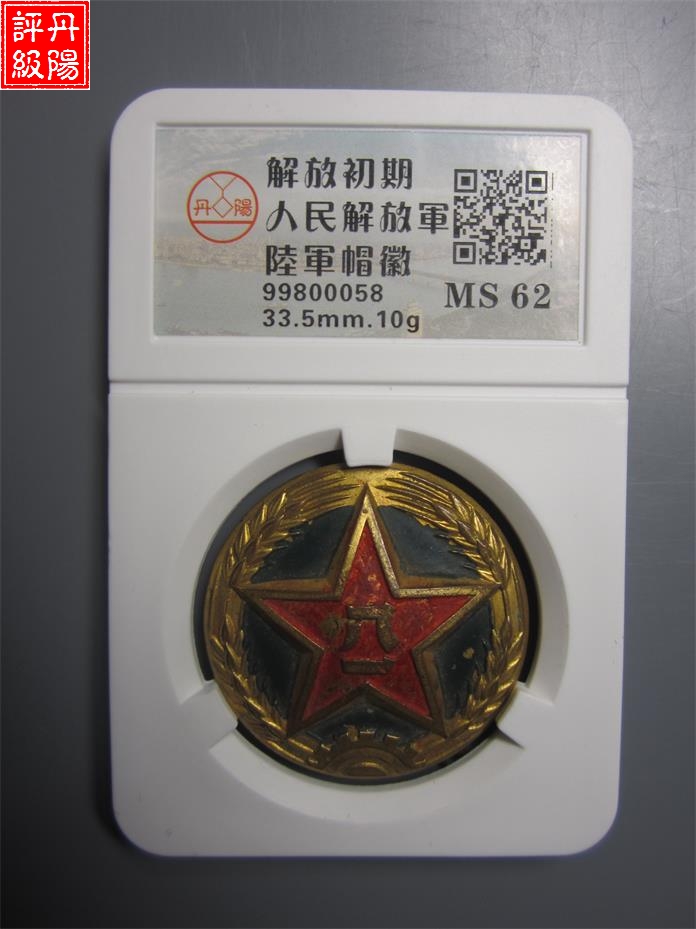 丹陽
評級
丹陽
解放初期
人民解放軍
陸軍帽徽
99800058
33.5mm.10g
MS 62
八一